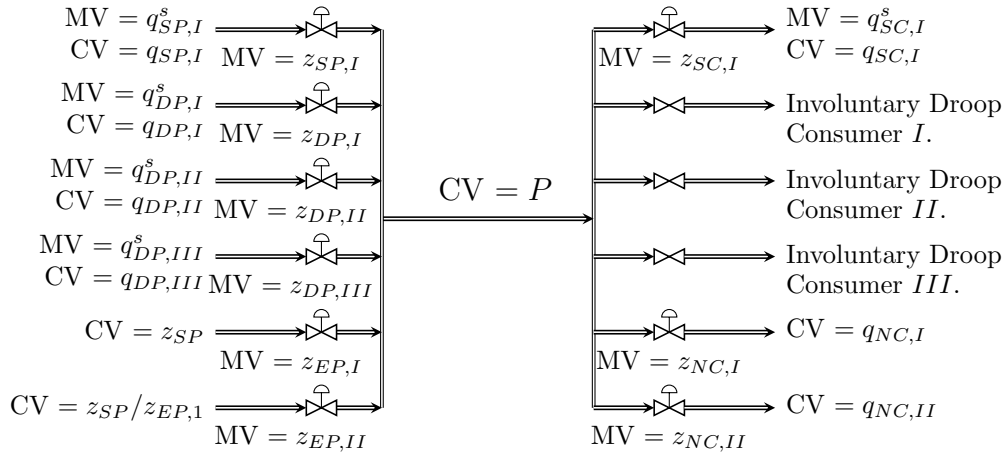 MV = q^s_{SP,I}
CV = q_{SP,I}
MV = z_{SP,I}
MV = q^s_{DP,I}
CV = q_{DP,I}
MV = z_{DP,I}
MV = q^s_{DP,II}
CV = q_{DP,II}
MV = z_{DP,II}
MV = q^s_{DP,III}
CV = q_{DP,III}
MV = z_{DP,III}
CV = z_{SP}
MV = z_{EP,I}
CV = z_{SP}/z_{EP,1}
MV = z_{EP,II}
CV = P
MV = z_{SC,I}
MV = q^s_{SC,I}
CV = q_{SC,I}
Involuntary Droop
Consumer I.
Involuntary Droop
Consumer II.
Involuntary Droop
Consumer III.
CV = q_{NC,I}
MV = z_{NC,I}
CV = q_{NC,II}
MV = z_{NC,II}